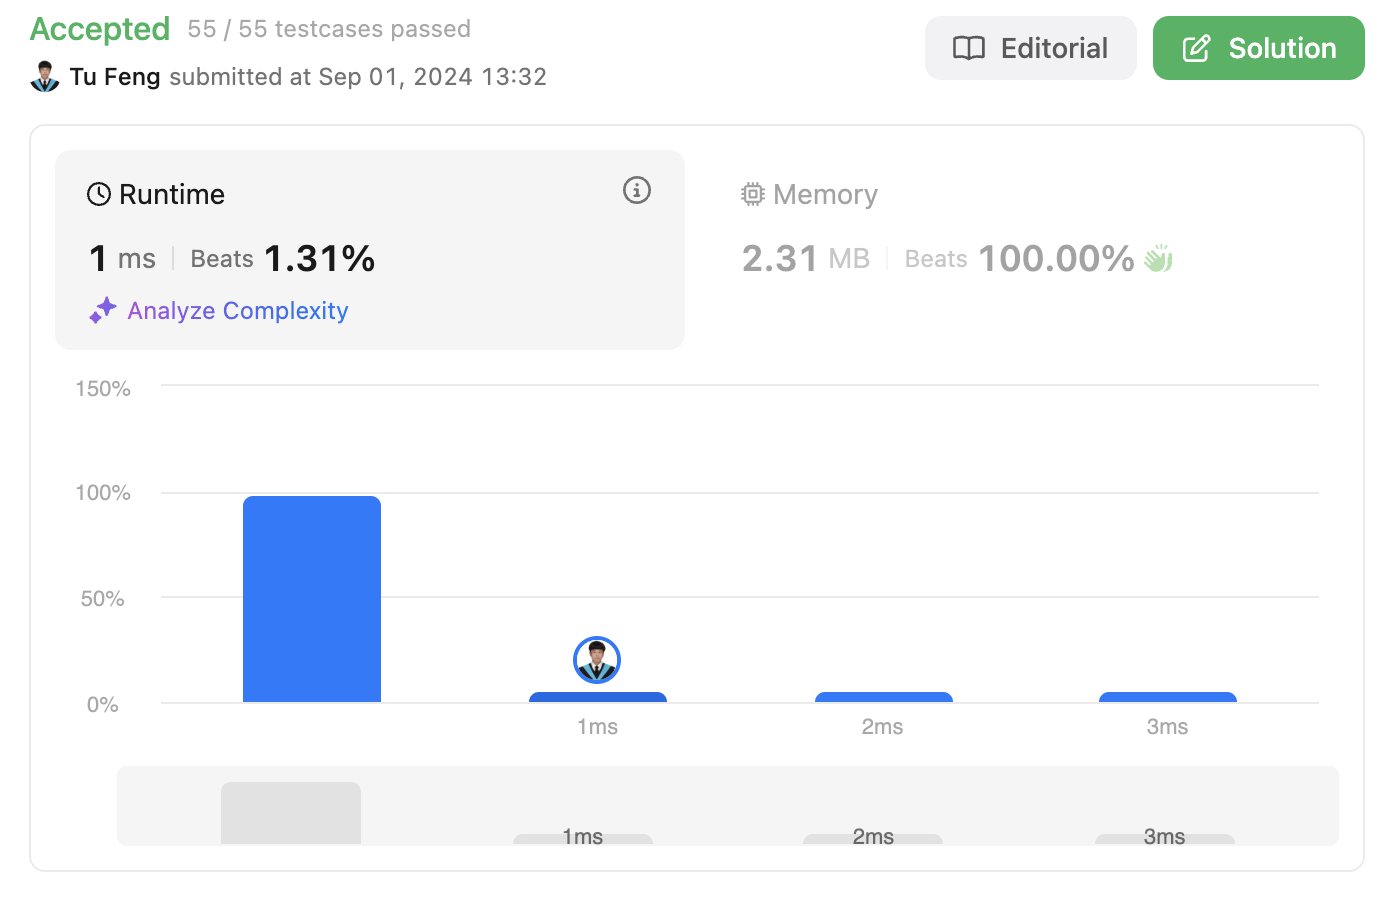 Accepted 55 / 55 testcases passed
Tu Feng submitted at Sep 01, 2024 13:32
Editorial
Solution
Runtime
1 ms Beats 1.31%
Analyze Complexity
Memory
2.31 MB Beats 100.00%
150%
100%
50%
0%
1ms 2ms 3ms
1ms 2ms 3ms